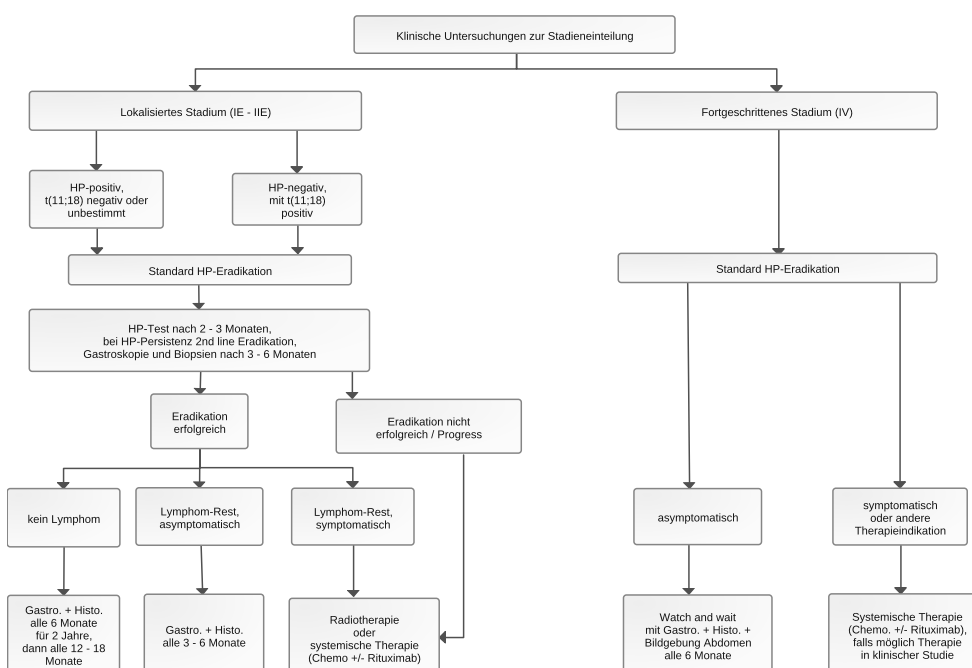 Klinische Untersuchungen zur Stadieneinteilung
Lokalisiertes Stadium (IE - IIE)
Fortgeschrittenes Stadium (IV)
HP-positiv,
t(11;18) negativ oder
unbestimmt
HP-negativ,
mit t(11;18)
positiv
Standard HP-Eradikation
Standard HP-Eradikation
HP-Test nach 2 - 3 Monaten,
bei HP-Persistenz 2nd line Eradikation,
Gastroskopie und Biopsien nach 3 - 6 Monaten
Eradikation
erfolgreich
Eradikation nicht
erfolgreich / Progress
kein Lymphom
Lymphom-Rest,
asymptomatisch
Lymphom-Rest,
symptomatisch
asymptomatisch
symptomatisch
oder andere
Therapieindikation
Gastro. + Histo.
alle 6 Monate
für 2 Jahre,
dann alle 12 - 18
Monate
Gastro. + Histo.
alle 3 - 6 Monate
Radiotherapie
oder
systemische Therapie
(Chemo +/- Rituximab)
Watch and wait
mit Gastro. + Histo. +
Bildgebung Abdomen
alle 6 Monate
Systemische Therapie
(Chemo. +/- Rituximab),
falls möglich Therapie
in klinischer Studie